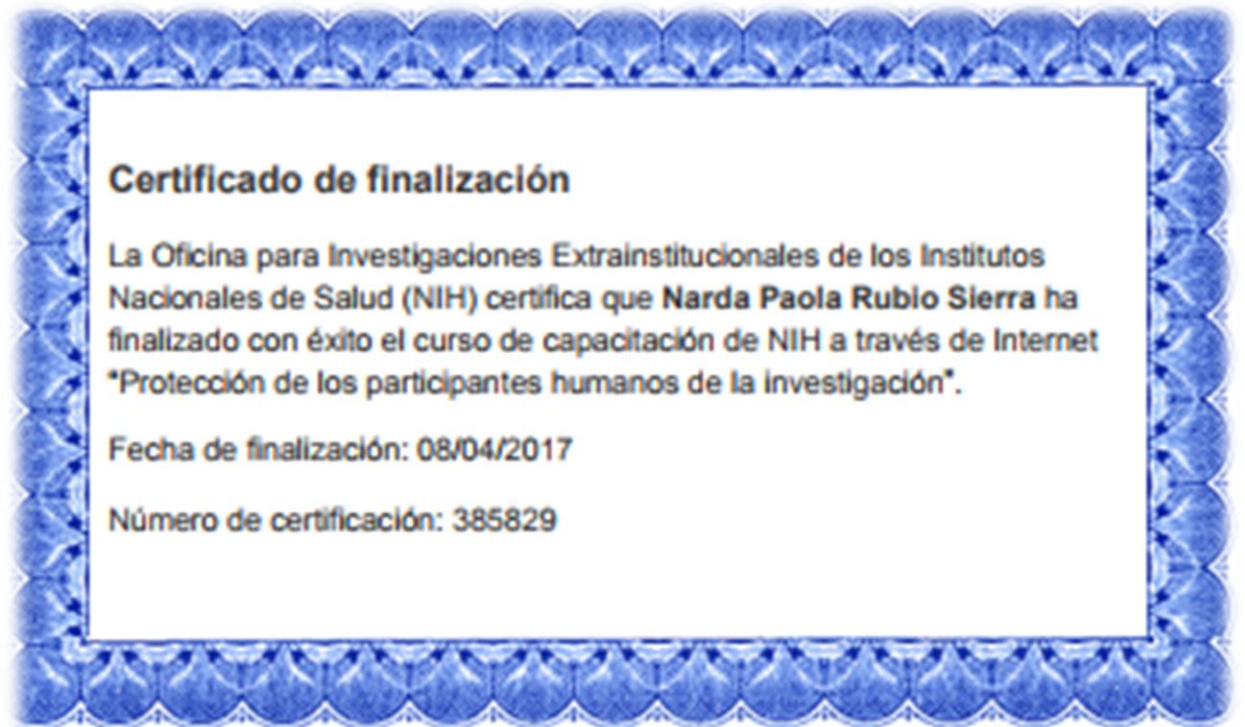 Certificado de finalización
La Oficina para Investigaciones Extrainstitucionales de los Institutos
Nacionales de Salud (NIH) certifica que Narda Paola Rubio Sierra ha
finalizado con éxito el curso de capacitación de NIH a través de Internet
"Protección de los participantes humanos de la investigación".
Fecha de finalización: 08/04/2017
Número de certificación: 385829